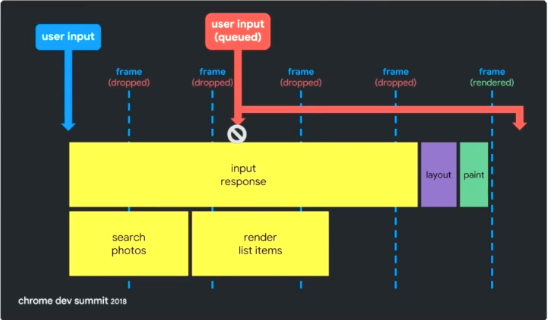 user input
user input
(queued)
frame
(dropped)
frame
(dropped)
frame
(dropped)
frame
(dropped)
frame
(rendered)
input
response
layout
paint
search
photos
render
list items
chrome dev summit 2018